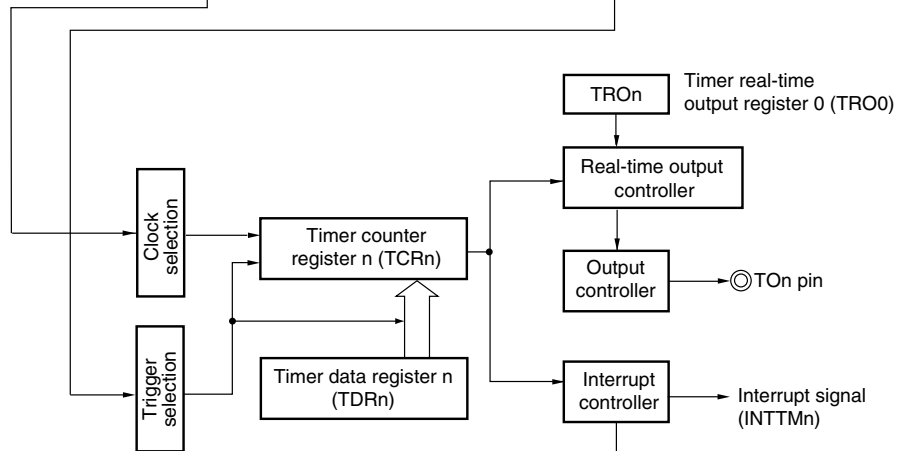 TROn
Timer real-time
output register 0 (TRO0)
Real-time output
controller
Clock
selection
Timer counter
register n (TCRn)
Output
controller
TOn pin
Trigger
selection
Timer data register n
(TDRn)
Interrupt
controller
Interrupt signal
(INTTMn)